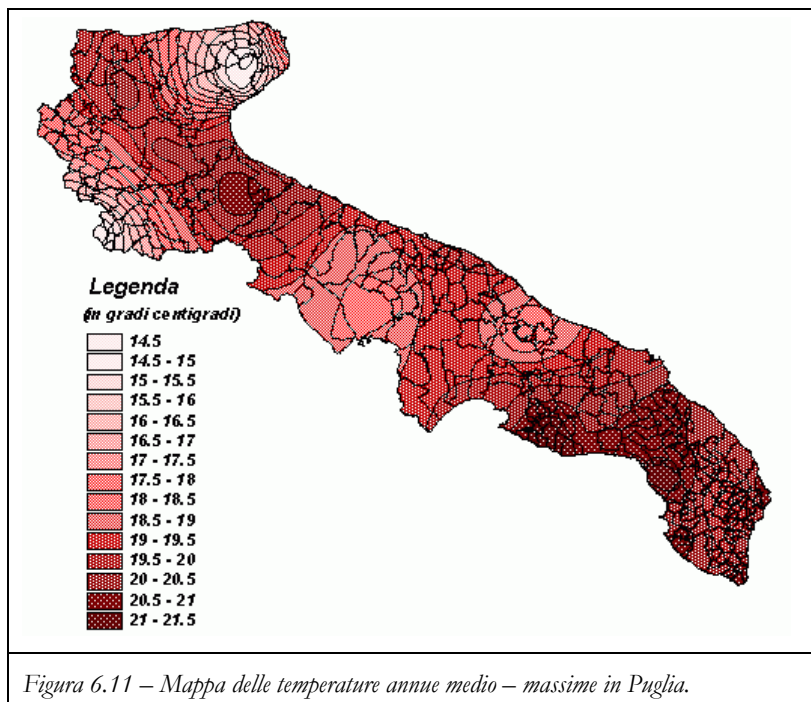 Legenda
(in gradi centigradi)
14.5
14.5 - 15
15 - 15.5
15.5 - 16
16 - 16.5
16.5 - 17
17 - 17.5
17.5 - 18
18 - 18.5
18.5 - 19
19 - 19.5
19.5 - 20
20 - 20.5
20.5 - 21
21 - 21.5
Figura 6.11 – Mappa delle temperature annue medio – massime in Puglia.